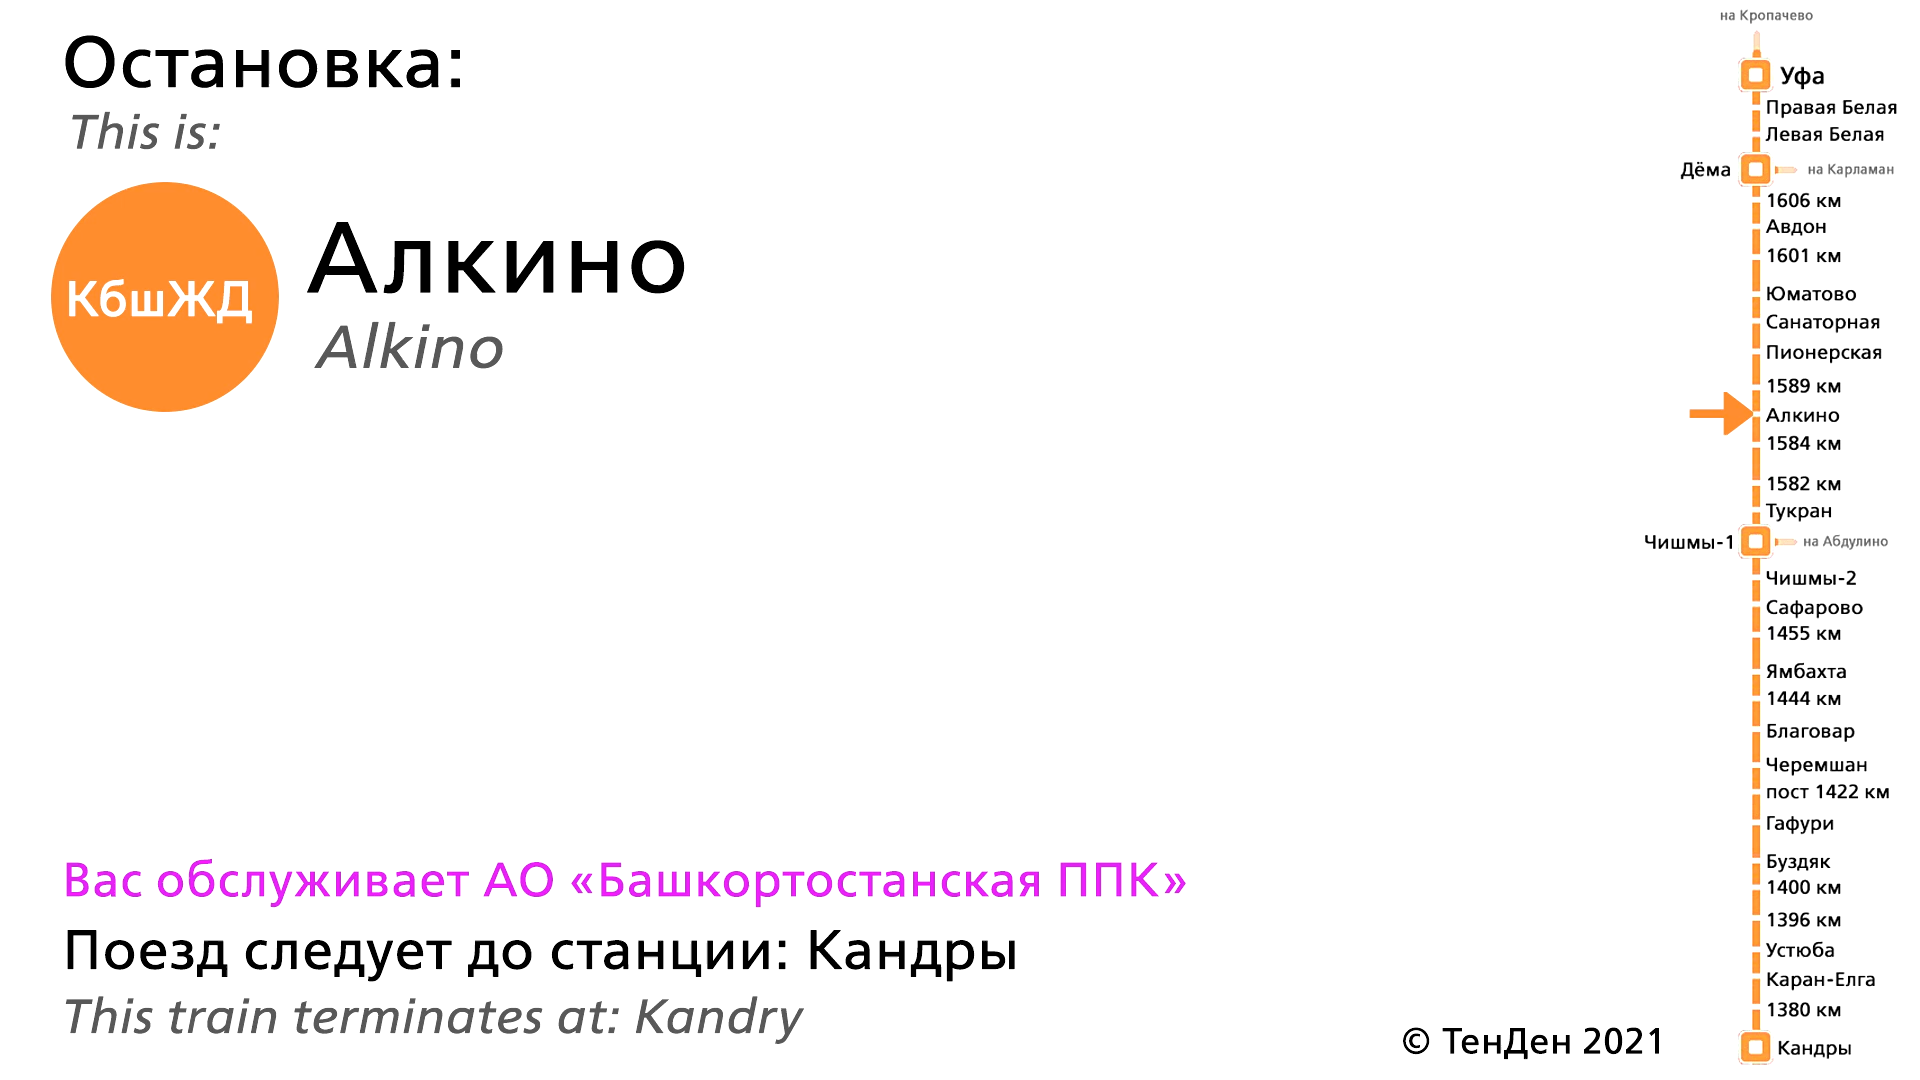 Остановка:
This is:
КбшЖД
Алкино
Alkino
Вас обслуживает АО «Башкортостанская ППК»
Поезд следует до станции: Кандры
This train terminates at: Kandry
© ТенДен 2021
на Кропачево
Уфа
Правая Белая
Левая Белая
Дёма
на Карламан
1606 км
Авдон
1601 км
Юматово
Санаторная
Пионерская
1589 км
Алкино
1584 км
1582 км
Тукран
Чишмы-1
на Абдулино
Чишмы-2
Сафарово
1455 км
Ямбахта
1444 км
Благовар
Черемшан
пост 1422 км
Гафури
Буздяк
1400 км
1396 км
Устюба
Каран-Елга
1380 км
Кандры